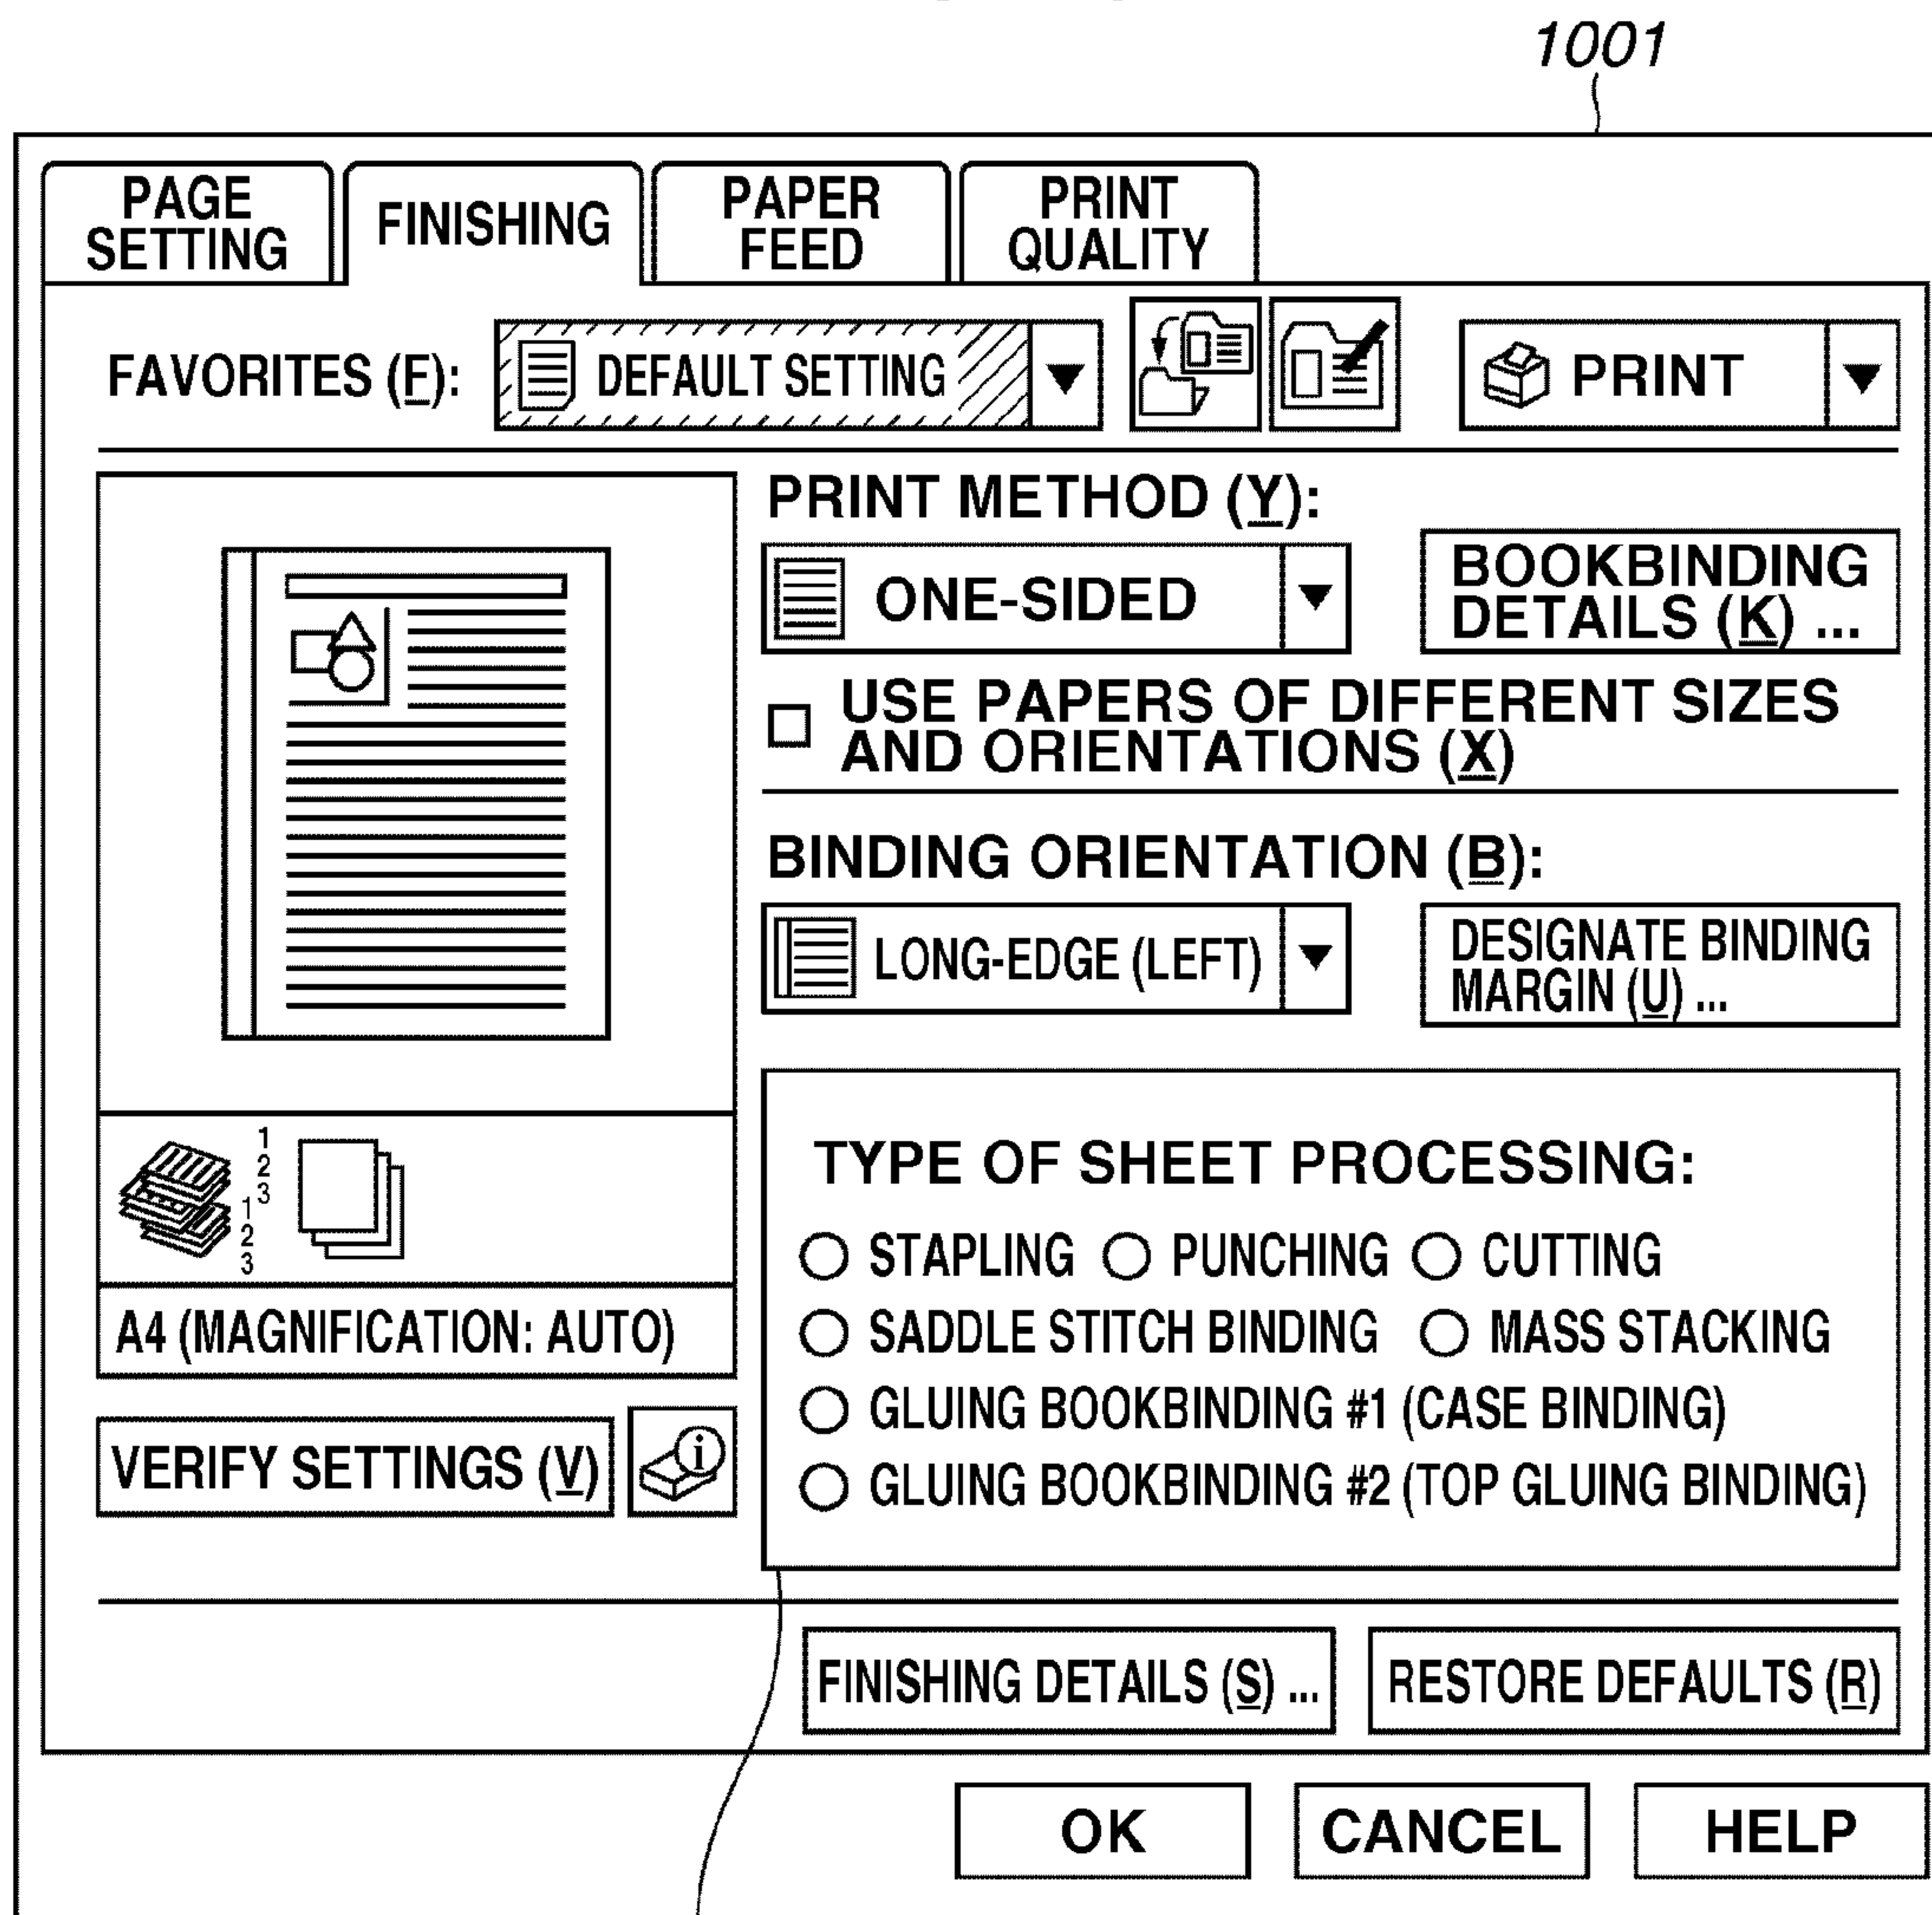 1001
PAGE
SETTING
FINISHING
PAPER
FEED
PRINT
QUALITY
FAVORITES (F):
DEFAULT SETTING
PRINT
PRINT METHOD (Y):
ONE-SIDED
BOOKBINDING
DETAILS (K) ...
USE PAPERS OF DIFFERENT SIZES
AND ORIENTATIONS (X)
BINDING ORIENTATION (B):
LONG-EDGE (LEFT)
DESIGNATE BINDING
MARGIN (U) ...
1
2
3
1
2
3
A4 (MAGNIFICATION: AUTO)
VERIFY SETTINGS (V)
i
TYPE OF SHEET PROCESSING:
STAPLING PUNCHING CUTTING
SADDLE STITCH BINDING MASS STACKING
GLUING BOOKBINDING #1 (CASE BINDING)
GLUING BOOKBINDING #2 (TOP GLUING BINDING)
FINISHING DETAILS (S) ...
RESTORE DEFAULTS (R)
OK
CANCEL
HELP